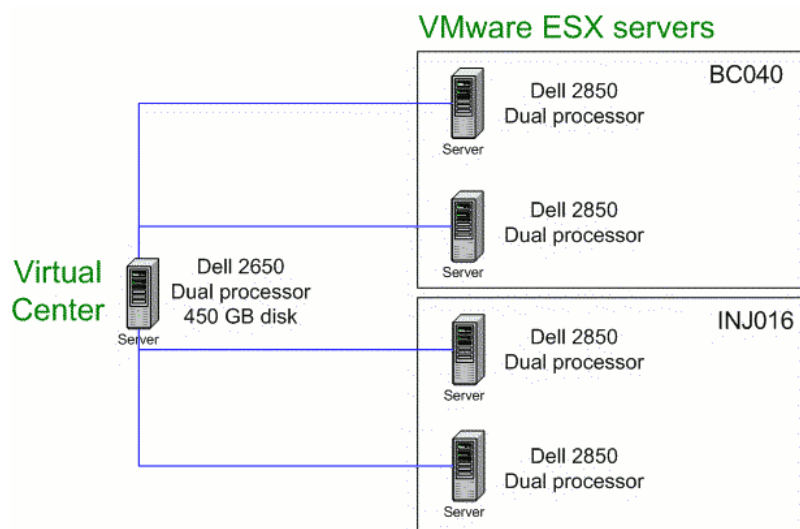 VMware ESX servers
BC040
Dell 2850
Dual processor
Server
Dell 2850
Dual processor
Server
Virtual
Center
Dell 2650
Dual processor
450 GB disk
Server
INJ016
Dell 2850
Dual processor
Server
Dell 2850
Dual processor
Server